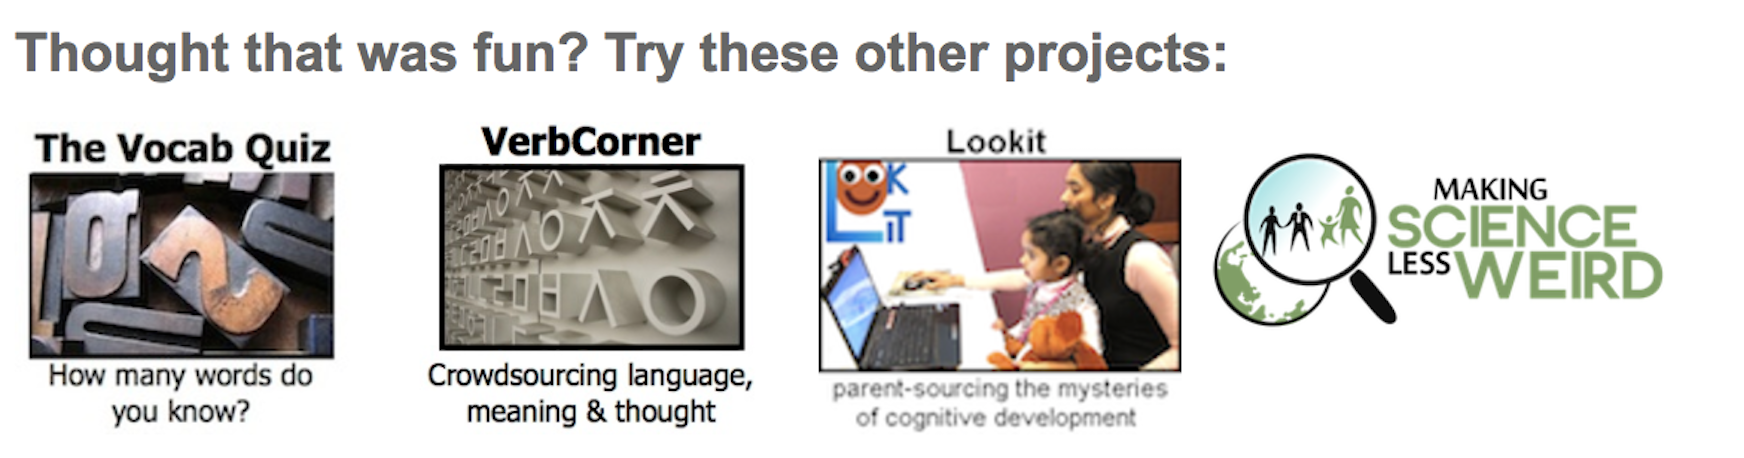 Thought that was fun? Try these other projects:
The Vocab Quiz
How many words do
you know?
VerbCorner
Crowdsourcing language,
meaning & thought
Lookit
L K
iT
parent-sourcing the mysteries
of cognitive development
MAKING
SCIENCE
LESS WEIRD